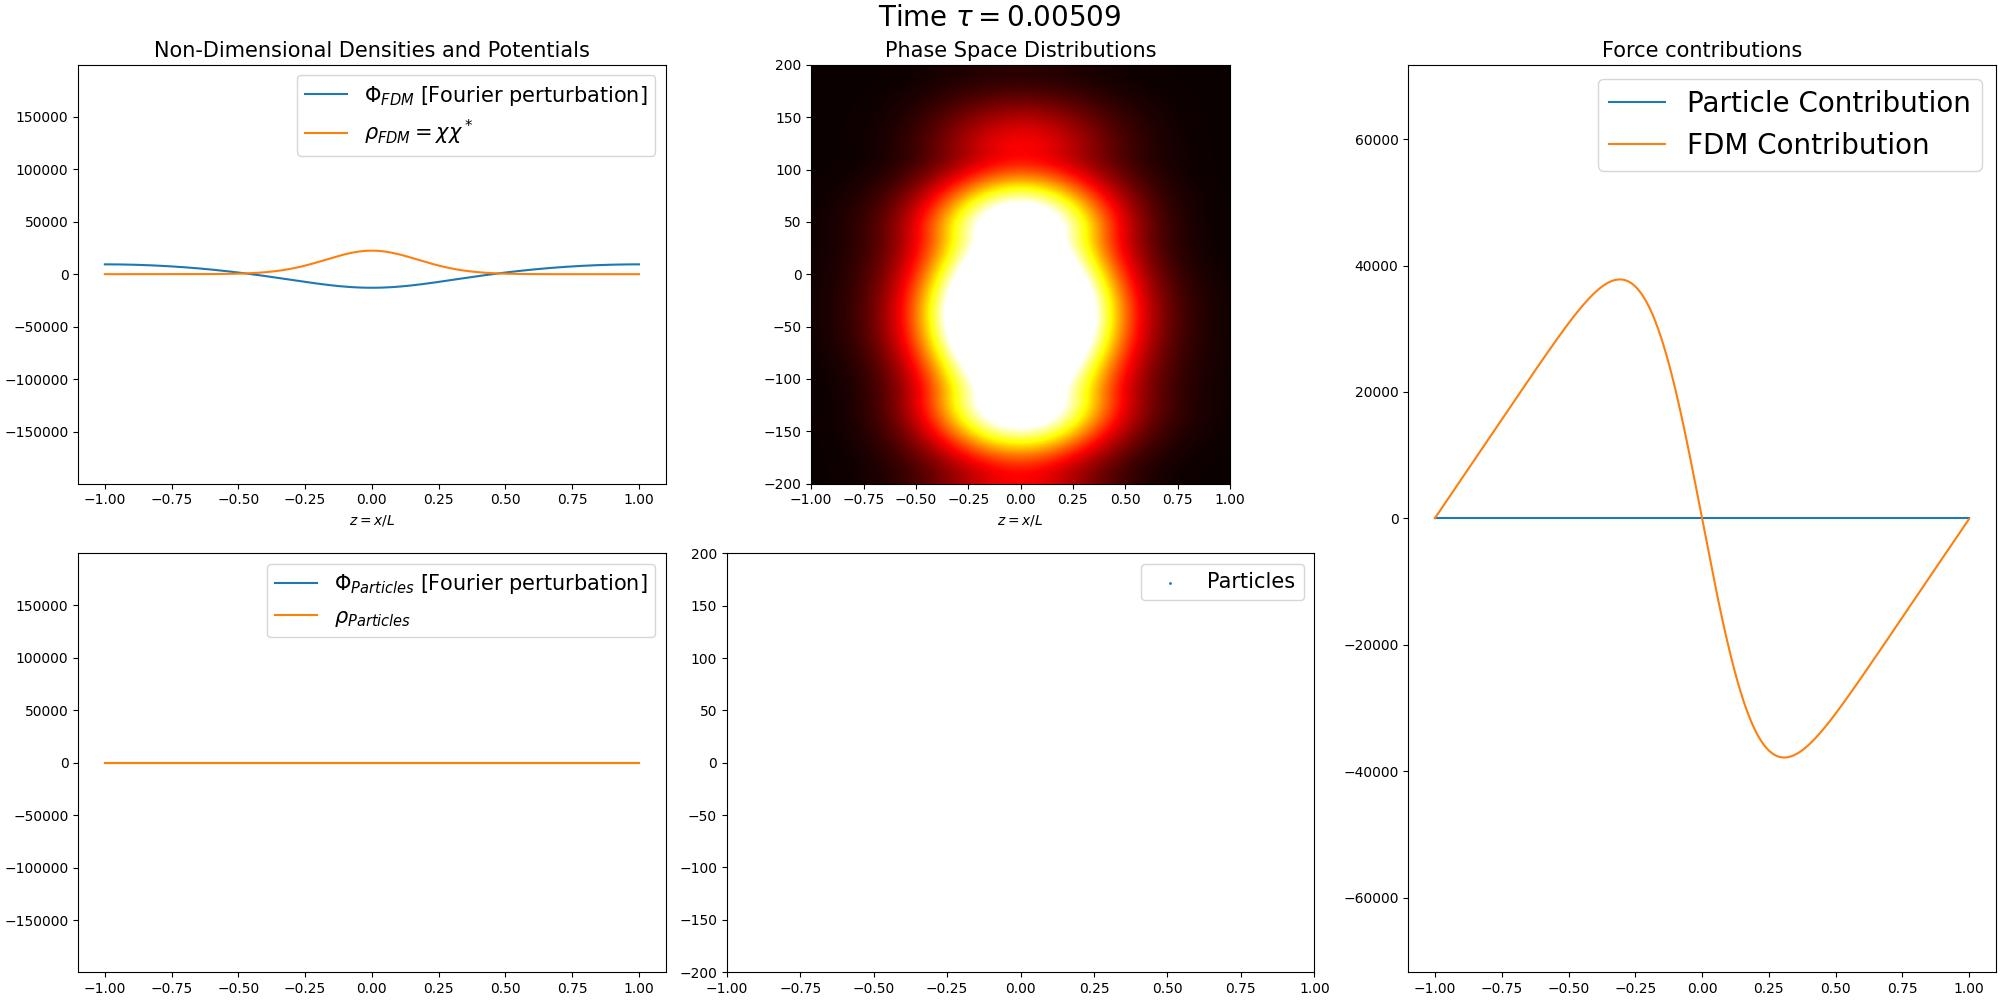 Time τ = 0.00509
Non-Dimensional Densities and Potentials
Φ_FDM [Fourier perturbation]
ρ_FDM = χχ*
150000
100000
50000
0
−50000
−100000
−150000
−1.00 −0.75 −0.50 −0.25 0.00 0.25 0.50 0.75 1.00
z = x/L
Phase Space Distributions
200
150
100
50
0
−50
−100
−150
−200
−1.00 −0.75 −0.50 −0.25 0.00 0.25 0.50 0.75 1.00
z = x/L
Force contributions
Particle Contribution
FDM Contribution
60000
40000
20000
0
−20000
−40000
−60000
−1.00 −0.75 −0.50 −0.25 0.00 0.25 0.50 0.75 1.00
Φ_Particles [Fourier perturbation]
ρ_Particles
150000
100000
50000
0
−50000
−100000
−150000
−1.00 −0.75 −0.50 −0.25 0.00 0.25 0.50 0.75 1.00
Particles
200
150
100
50
0
−50
−100
−150
−200
−1.00 −0.75 −0.50 −0.25 0.00 0.25 0.50 0.75 1.00